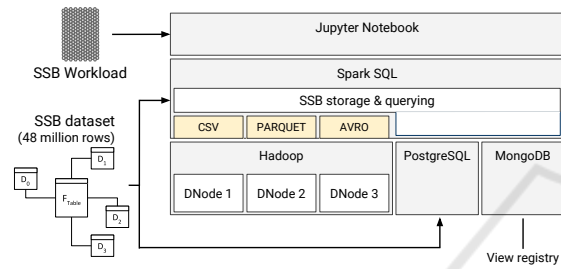 Jupyter Notebook
SSB Workload
Spark SQL
SSB storage & querying
SSB dataset
(48 million rows)
CSV
PARQUET
AVRO
Hadoop
PostgreSQL
MongoDB
DNode 1
DNode 2
DNode 3
D1
D0
FTable
D2
D3
View registry